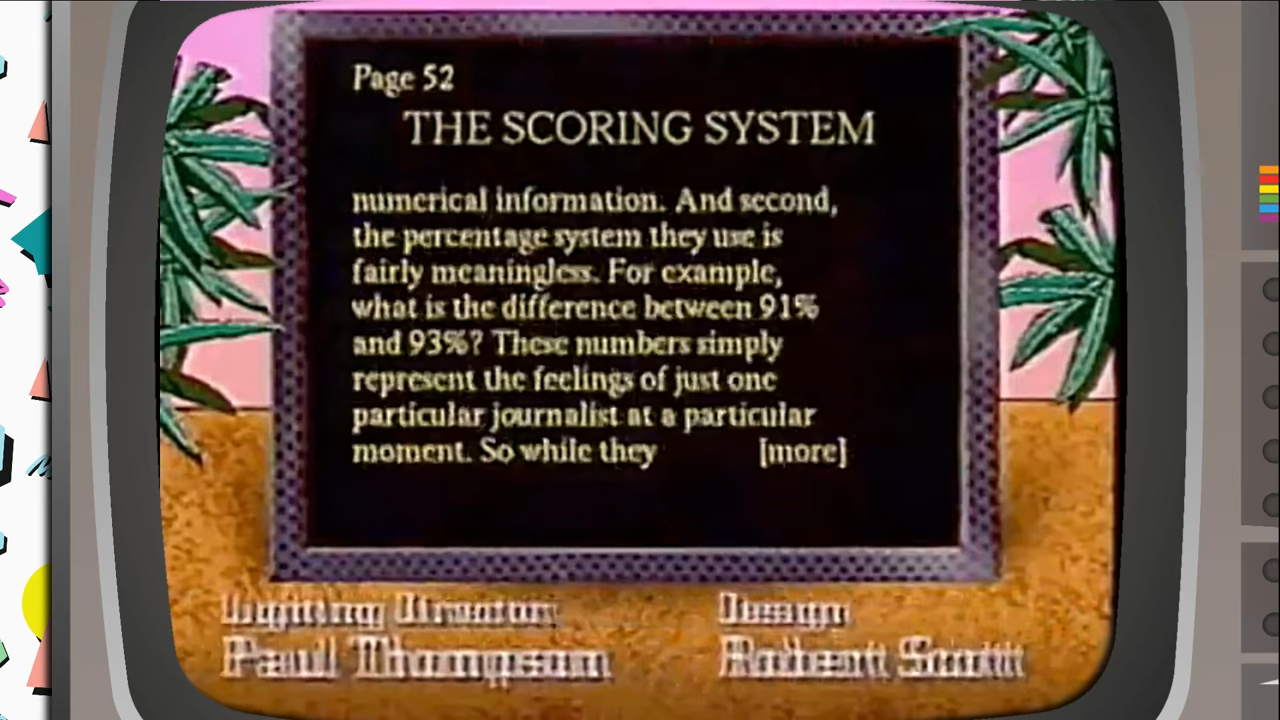 Page 52
THE SCORING SYSTEM
numerical information. And second,
the percentage system they use is
fairly meaningless. For example,
what is the difference between 91%
and 93%? These numbers simply
represent the feelings of just one
particular journalist at a particular
moment. So while they [more]
Lighting Director Design
Paul Thompson Robert Scott